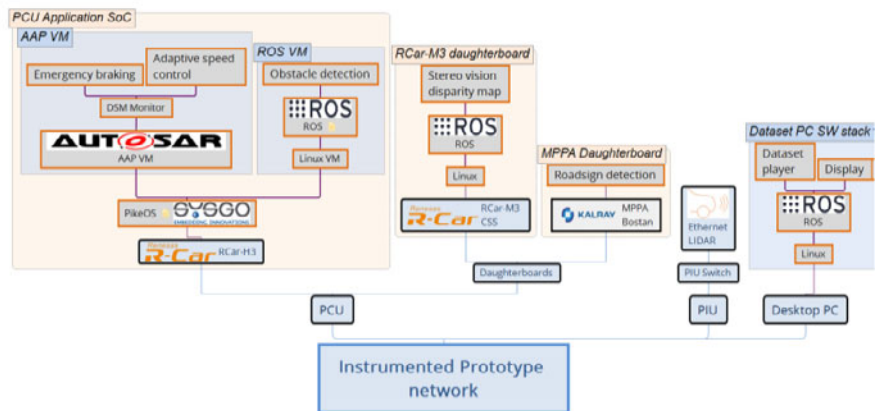 PCU Application SoC
AAP VM
Emergency braking
Adaptive speed
control
DSM Monitor
AUTOSAR
AAP VM
ROS VM
Obstacle detection
ROS
ROS
Linux VM
PikeOS
SYSGO
EMBEDDING INNOVATIONS
Renesas
R-Car
RCar-H3
RCar-M3 daughterboard
Stereo vision
disparity map
ROS
ROS
Linux
Renesas
R-Car
RCar-M3
CSS
MPPA Daughterboard
Roadsign detection
KALRAY
MPPA
Bostan
Daughterboards
PCU
Ethernet
LIDAR
PIU Switch
PIU
Dataset PC SW stack
Dataset
player
Display
ROS
ROS
Linux
Desktop PC
Instrumented Prototype
network